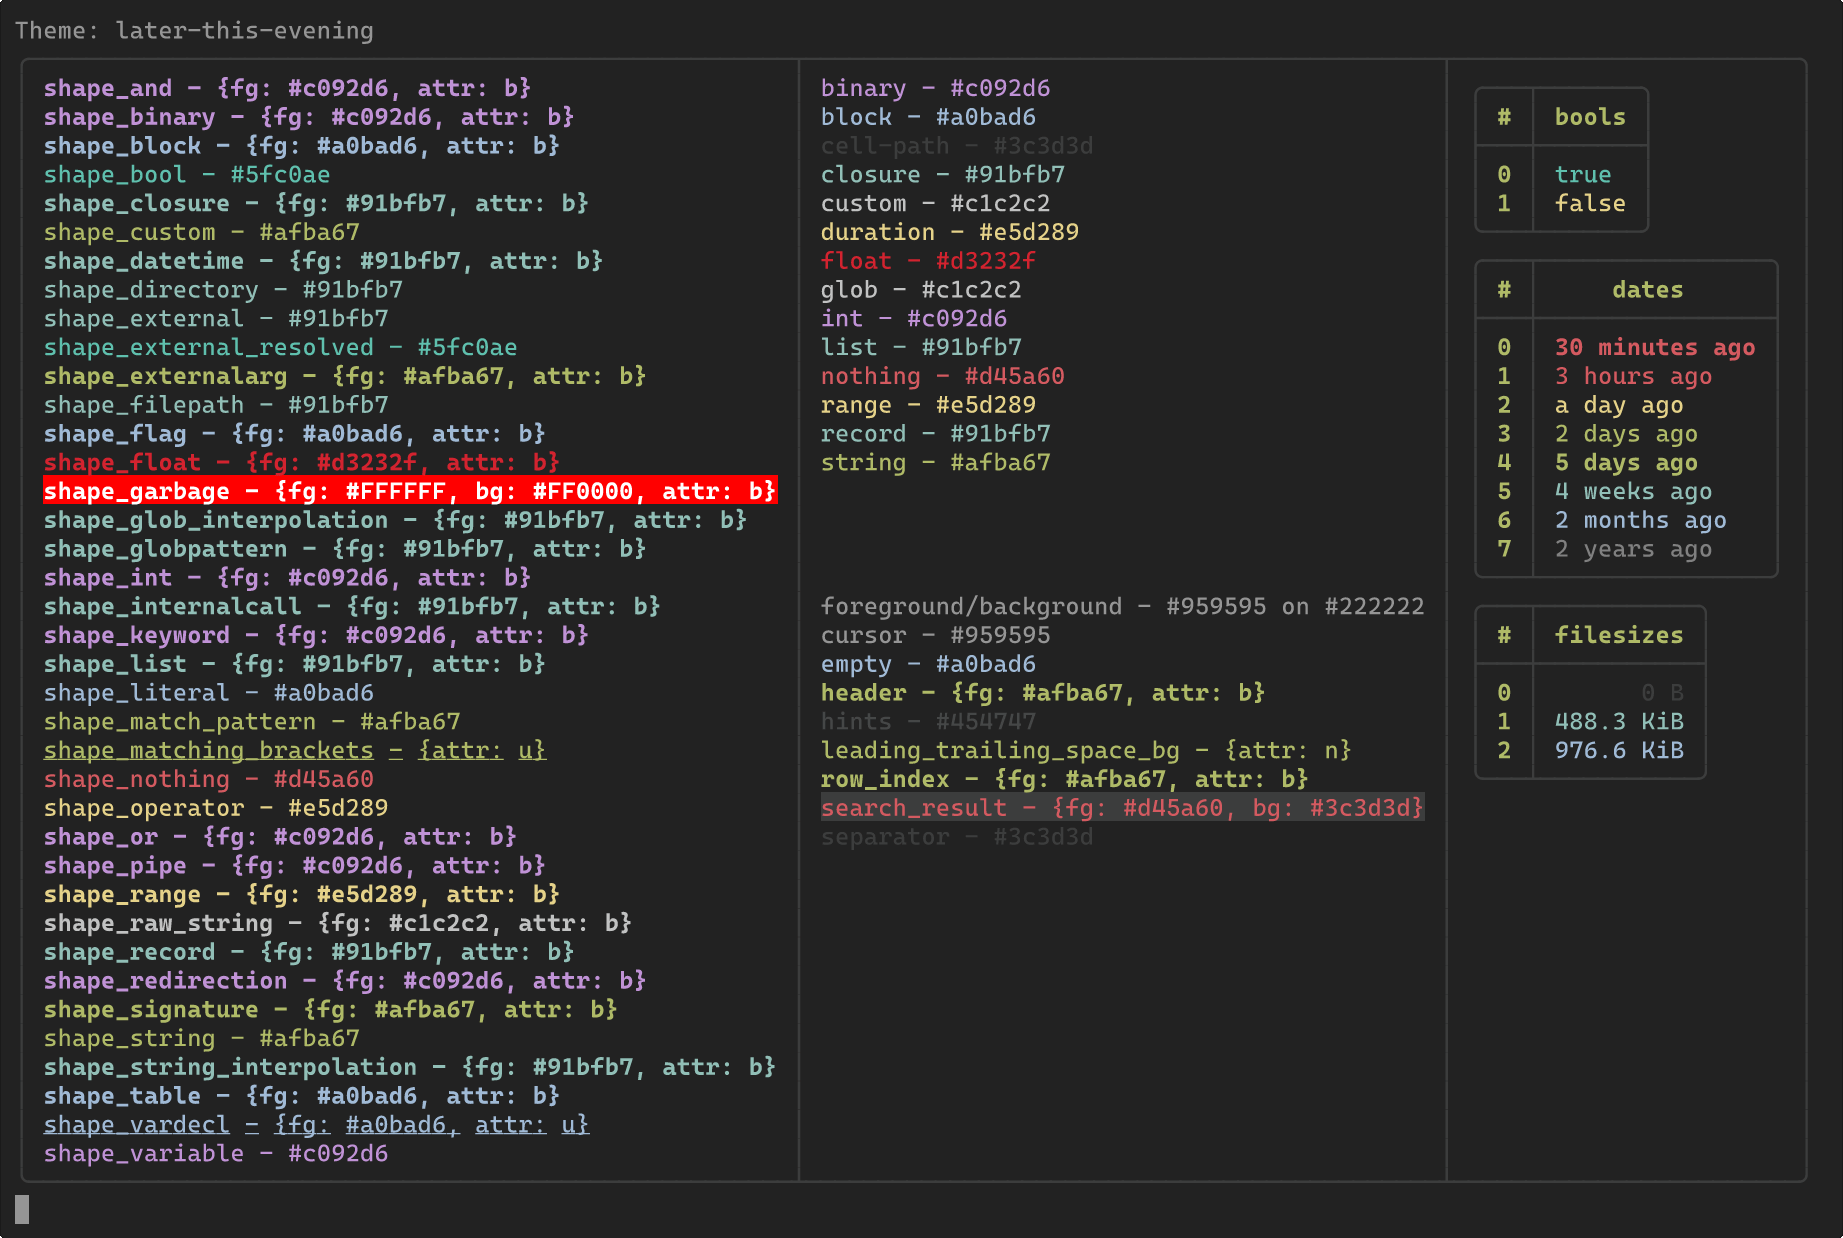 Theme: later-this-evening
shape_and - {fg: #c092d6, attr: b}
shape_binary - {fg: #c092d6, attr: b}
shape_block - {fg: #a0bad6, attr: b}
shape_bool - #5fc0ae
shape_closure - {fg: #91bfb7, attr: b}
shape_custom - #afba67
shape_datetime - {fg: #91bfb7, attr: b}
shape_directory - #91bfb7
shape_external - #91bfb7
shape_external_resolved - #5fc0ae
shape_externalarg - {fg: #afba67, attr: b}
shape_filepath - #91bfb7
shape_flag - {fg: #a0bad6, attr: b}
shape_float - {fg: #d3232f, attr: b}
shape_garbage - {fg: #FFFFFF, bg: #FF0000, attr: b}
shape_glob_interpolation - {fg: #91bfb7, attr: b}
shape_globpattern - {fg: #91bfb7, attr: b}
shape_int - {fg: #c092d6, attr: b}
shape_internalcall - {fg: #91bfb7, attr: b}
shape_keyword - {fg: #c092d6, attr: b}
shape_list - {fg: #91bfb7, attr: b}
shape_literal - #a0bad6
shape_match_pattern - #afba67
shape_matching_brackets - {attr: u}
shape_nothing - #d45a60
shape_operator - #e5d289
shape_or - {fg: #c092d6, attr: b}
shape_pipe - {fg: #c092d6, attr: b}
shape_range - {fg: #e5d289, attr: b}
shape_raw_string - {fg: #c1c2c2, attr: b}
shape_record - {fg: #91bfb7, attr: b}
shape_redirection - {fg: #c092d6, attr: b}
shape_signature - {fg: #afba67, attr: b}
shape_string - #afba67
shape_string_interpolation - {fg: #91bfb7, attr: b}
shape_table - {fg: #a0bad6, attr: b}
shape_vardecl - {fg: #a0bad6, attr: u}
shape_variable - #c092d6
binary - #c092d6
block - #a0bad6
cell-path - #3c3d3d
closure - #91bfb7
custom - #c1c2c2
duration - #e5d289
float - #d3232f
glob - #c1c2c2
int - #c092d6
list - #91bfb7
nothing - #d45a60
range - #e5d289
record - #91bfb7
string - #afba67
foreground/background - #959595 on #222222
cursor - #959595
empty - #a0bad6
header - {fg: #afba67, attr: b}
hints - #454747
leading_trailing_space_bg - {attr: n}
row_index - {fg: #afba67, attr: b}
search_result - {fg: #d45a60, bg: #3c3d3d}
separator - #3c3d3d
# bools
0 true
1 false
# dates
0 30 minutes ago
1 3 hours ago
2 a day ago
3 2 days ago
4 5 days ago
5 4 weeks ago
6 2 months ago
7 2 years ago
# filesizes
0 0 B
1 488.3 KiB
2 976.6 KiB